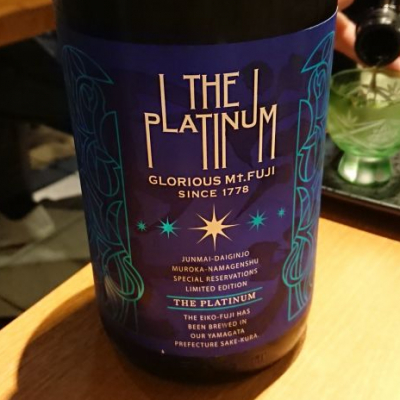 THE
PLATINUM
GLORIOUS Mt.FUJI
SINCE 1778
JUNMAI-DAIGINJO
MUROKA-NAMAGENSHU
SPECIAL RESERVATIONS
LIMITED EDITION
THE PLATINUM
THE EIKO-FUJI HAS
BEEN BREWED IN
OUR YAMAGATA
PREFECTURE SAKE-KURA.